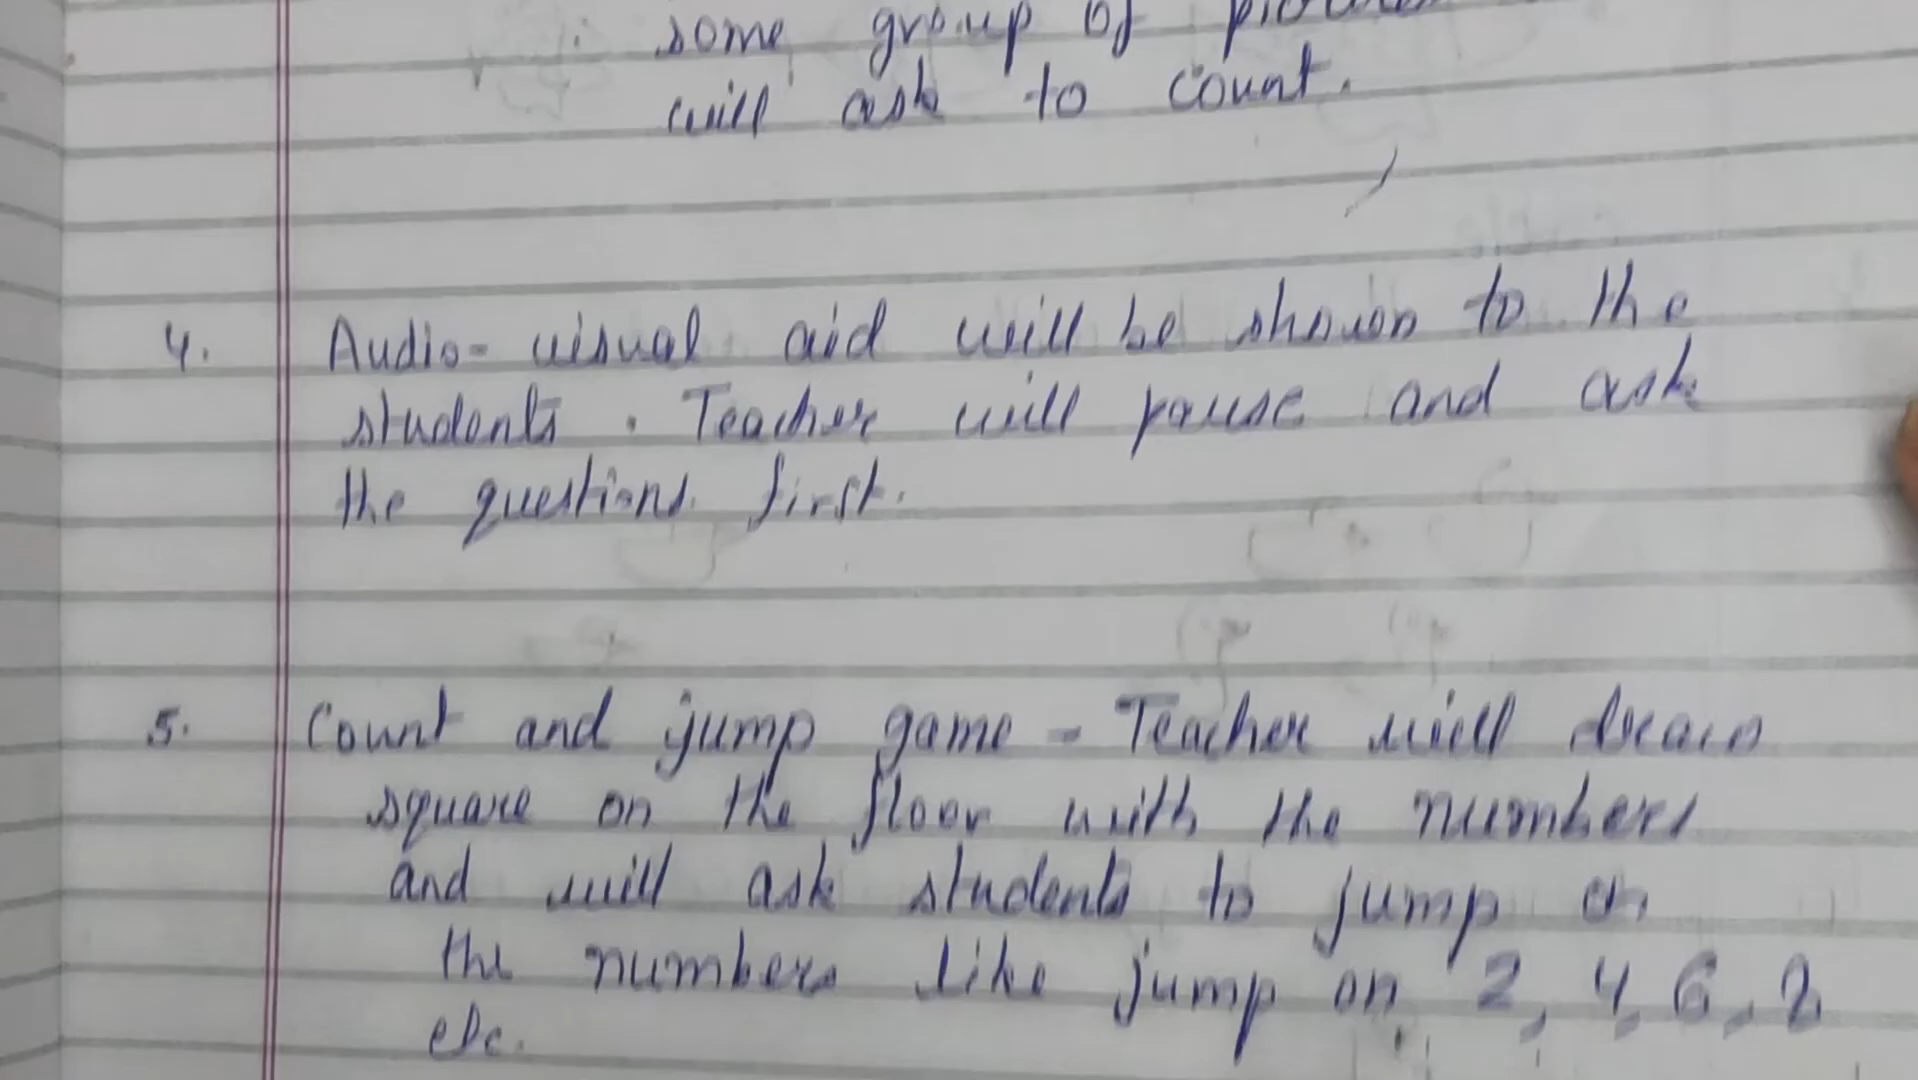 some group of pictures
will ask to count.
4. Audio-visual aid will be shown to the
students. Teacher will pause and ask
the questions first.
5. Count and jump game - Teacher will draw
square on the floor with the numbers
and will ask students to jump on
the numbers like jump on 2, 4, 6, 8
etc.